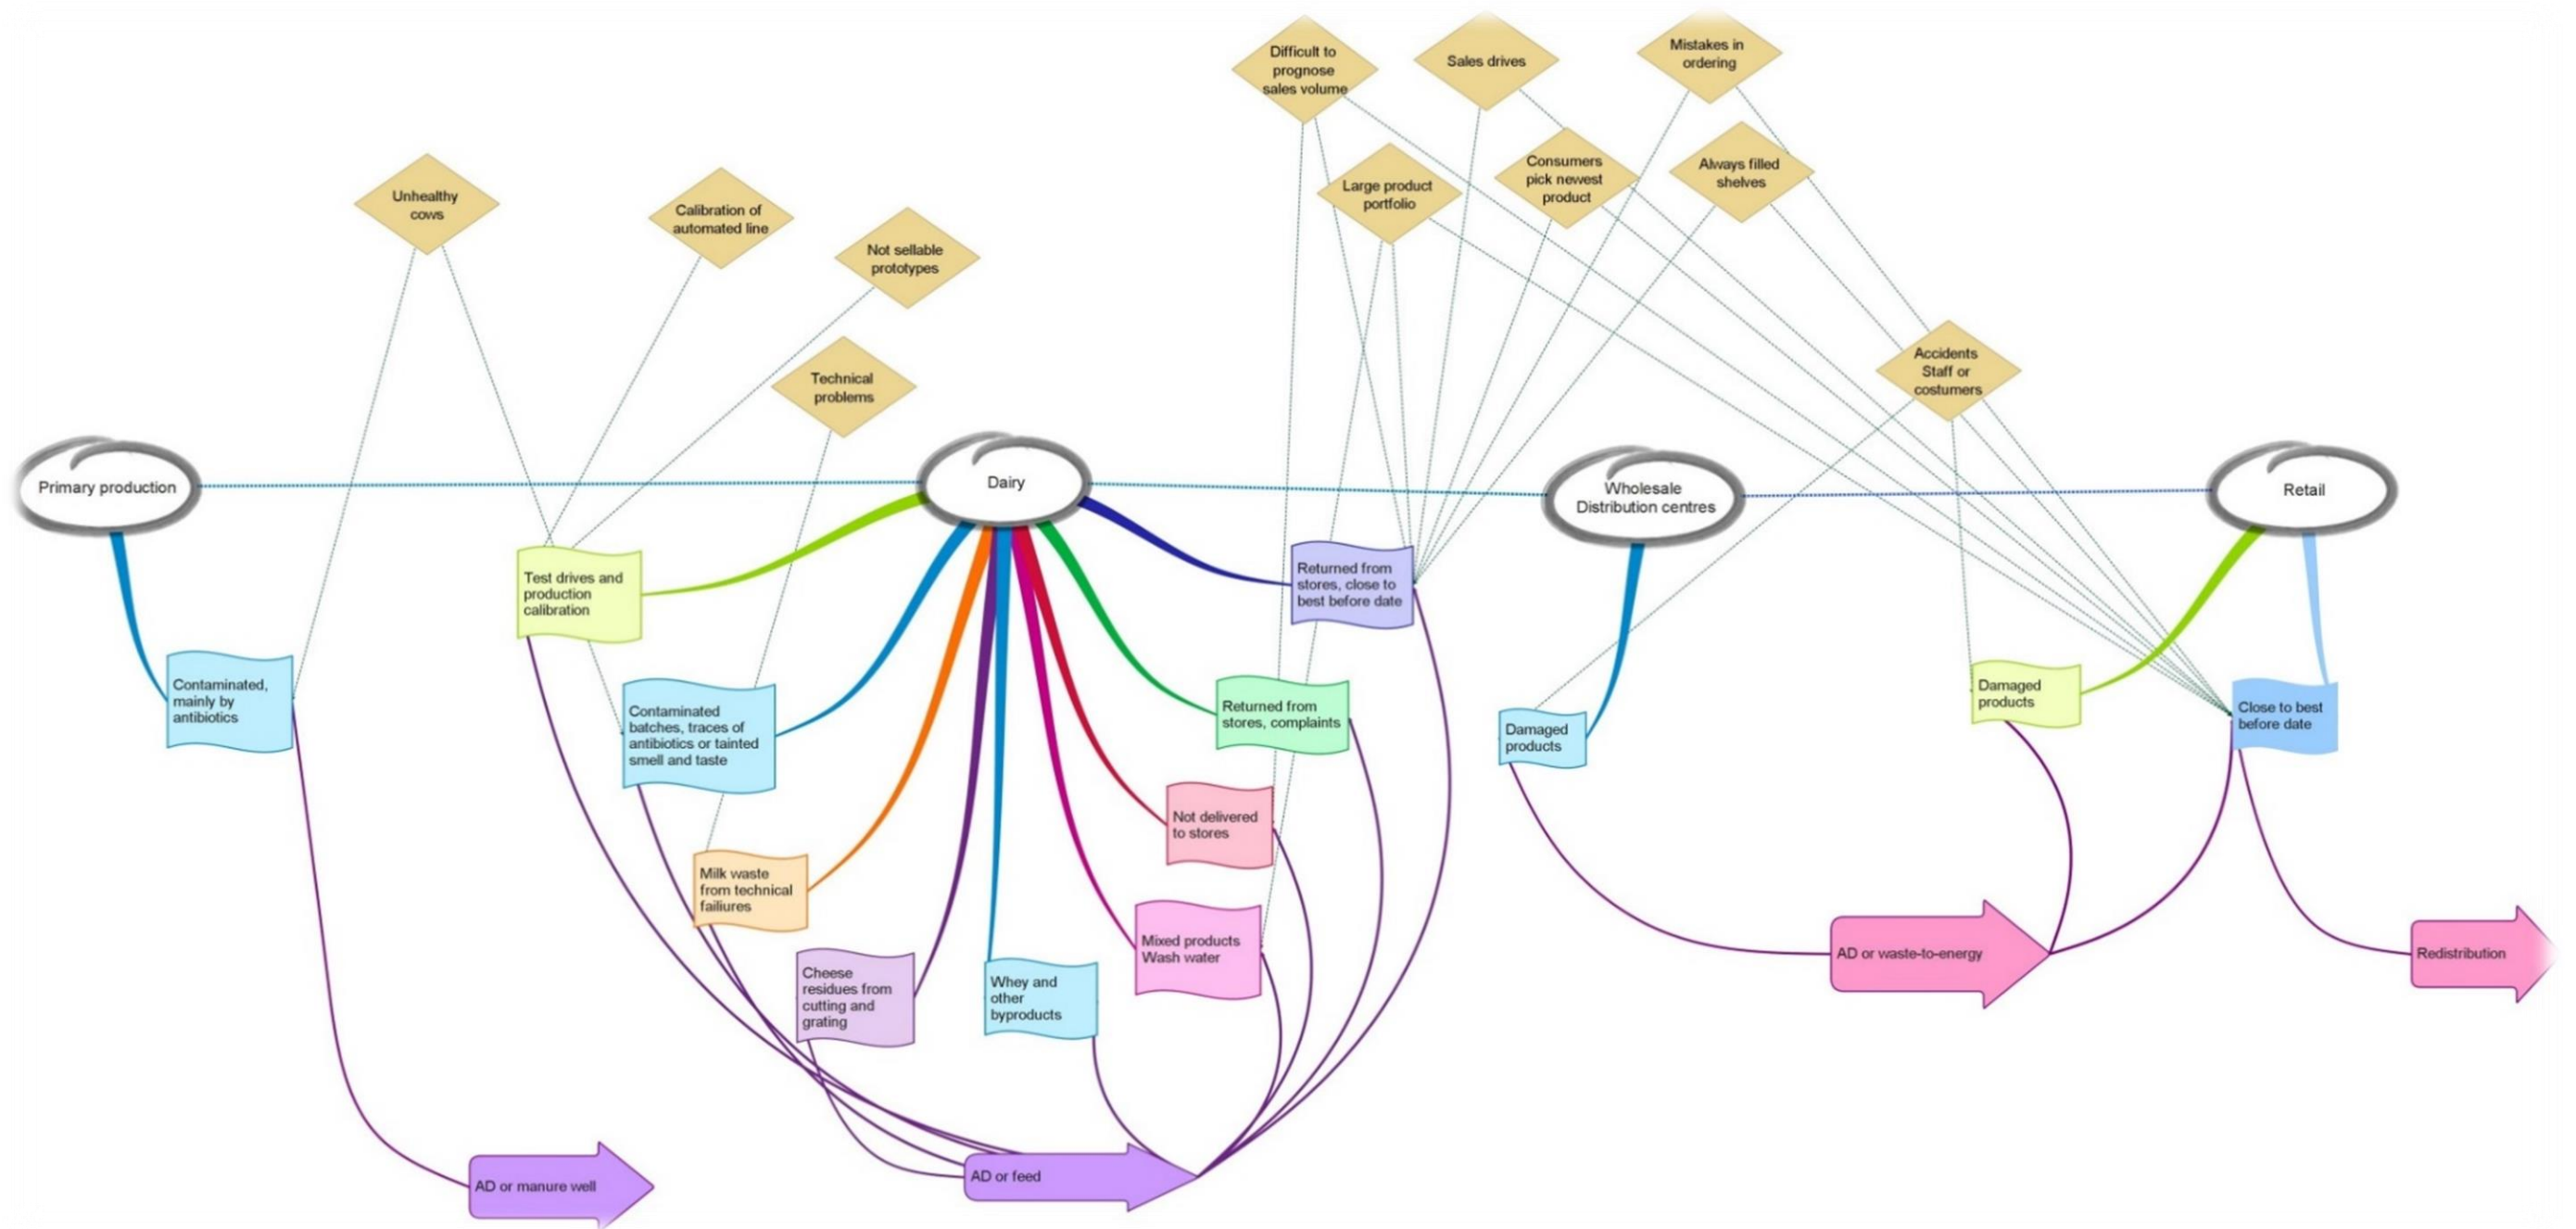 Difficult to
prognose
sales volume
Sales drives
Mistakes in
ordering
Large product
portfolio
Consumers
pick newest
product
Always filled
shelves
Unhealthy
cows
Calibration of
automated line
Not sellable
prototypes
Technical
problems
Accidents
Staff or
costumers
Primary production
Dairy
Wholesale
Distribution centres
Retail
Contaminated,
mainly by
antibiotics
Test drives and
production
calibration
Contaminated
batches, traces of
antibiotics or tainted
smell and taste
Milk waste
from technical
failiures
Cheese
residues from
cutting and
grating
Whey and
other
byproducts
Mixed products
Wash water
Not delivered
to stores
Returned from
stores, complaints
Returned from
stores, close to
best before date
Damaged
products
Damaged
products
Close to best
before date
AD or manure well
AD or feed
AD or waste-to-energy
Redistribution